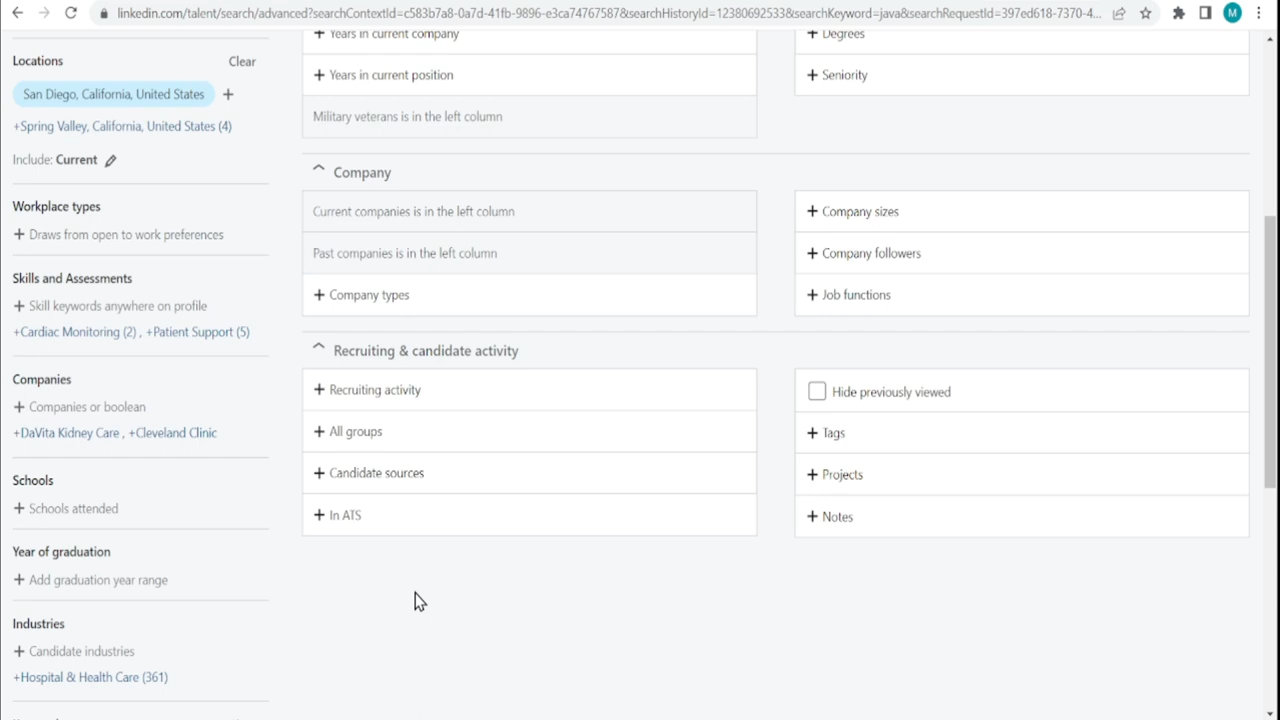 linkedin.com/talent/search/advanced?searchContextId=c583b7a8-0a7d-41fb-9896-e3ca74767587&searchHistoryId=12380692533&searchKeyword=java&searchRequestId=397ed618-7370-4...
M
Locations
Clear
San Diego, California, United States
+Spring Valley, California, United States (4)
Include: Current
Workplace types
+ Draws from open to work preferences
Skills and Assessments
+ Skill keywords anywhere on profile
+Cardiac Monitoring (2) , +Patient Support (5)
Companies
+ Companies or boolean
+DaVita Kidney Care , +Cleveland Clinic
Schools
+ Schools attended
Year of graduation
+ Add graduation year range
Industries
+ Candidate industries
+Hospital & Health Care (361)
+ Years in current company
+ Degrees
+ Years in current position
+ Seniority
Military veterans is in the left column
Company
Current companies is in the left column
+ Company sizes
Past companies is in the left column
+ Company followers
+ Company types
+ Job functions
Recruiting & candidate activity
+ Recruiting activity
Hide previously viewed
+ All groups
+ Tags
+ Candidate sources
+ Projects
+ In ATS
+ Notes